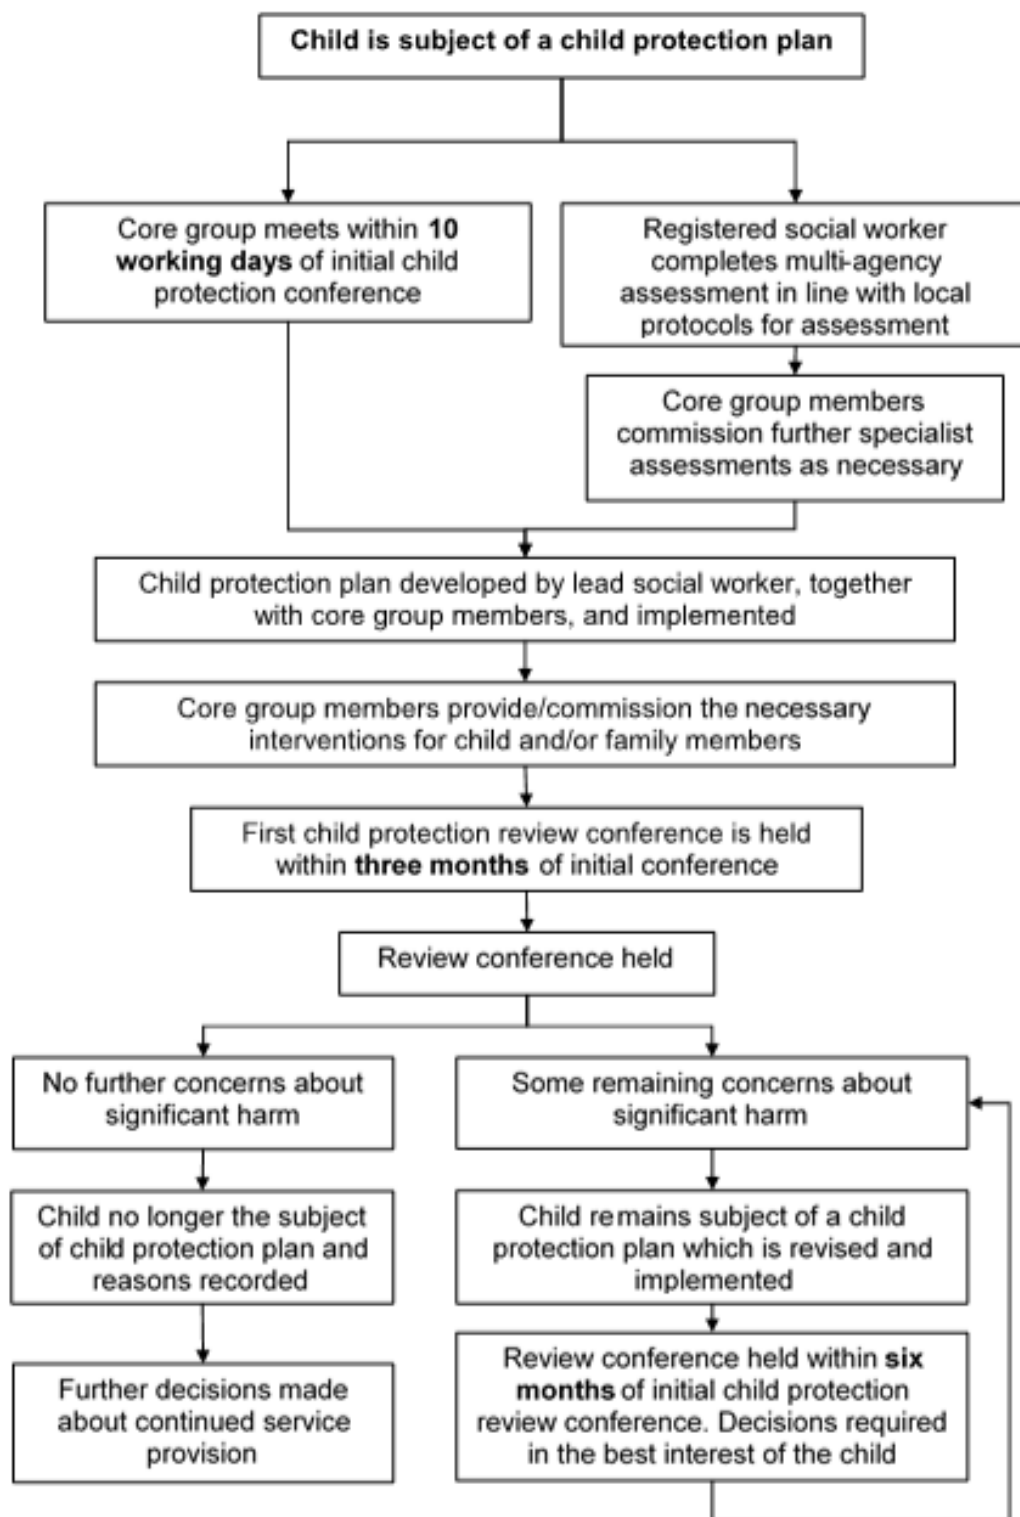 Child is subject of a child protection plan
Core group meets within 10
working days of initial child
protection conference
Registered social worker
completes multi-agency
assessment in line with local
protocols for assessment
Core group members
commission further specialist
assessments as necessary
Child protection plan developed by lead social worker, together
with core group members, and implemented
Core group members provide/commission the necessary
interventions for child and/or family members
First child protection review conference is held
within three months of initial conference
Review conference held
No further concerns about
significant harm
Some remaining concerns about
significant harm
Child no longer the subject
of child protection plan and
reasons recorded
Child remains subject of a child
protection plan which is revised and
implemented
Further decisions made
about continued service
provision
Review conference held within six
months of initial child protection
review conference. Decisions required
in the best interest of the child